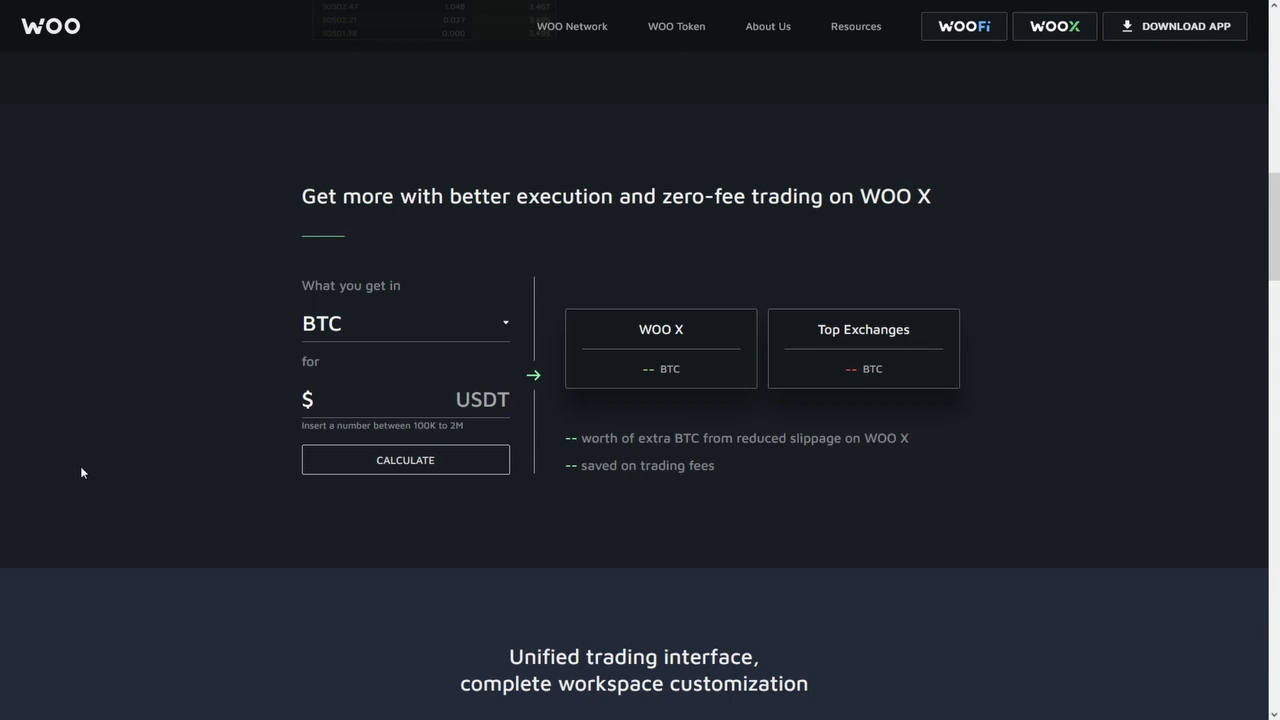 WOO
WOO Network
WOO Token
About Us
Resources
WOOFi
WOOX
DOWNLOAD APP
Get more with better execution and zero-fee trading on WOO X
What you get in
BTC
for
$ USDT
Insert a number between 100K to 2M
CALCULATE
WOO X
-- BTC
Top Exchanges
-- BTC
-- worth of extra BTC from reduced slippage on WOO X
-- saved on trading fees
Unified trading interface,
complete workspace customization